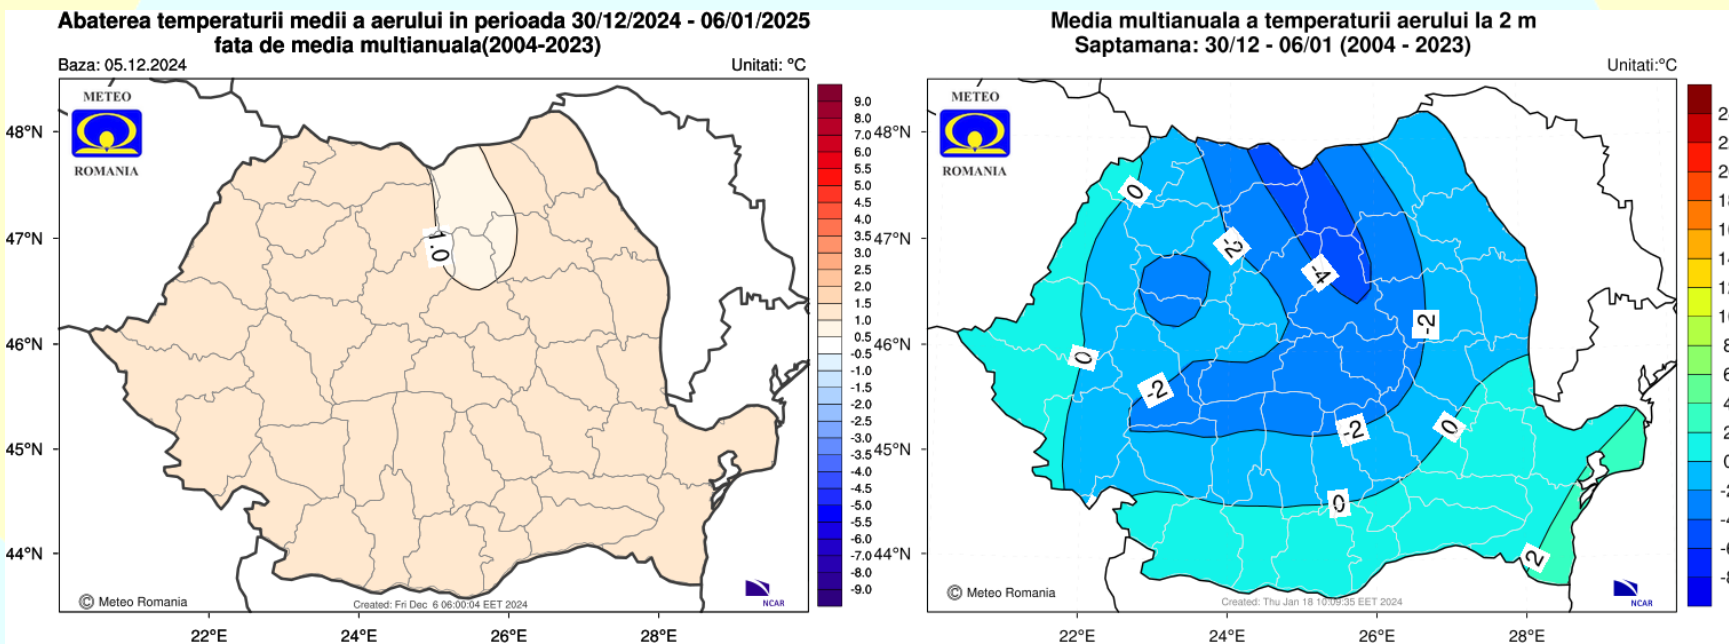 Abaterea temperaturii medii a aerului in perioada 30/12/2024 - 06/01/2025
fata de media multianuala(2004-2023)
Baza: 05.12.2024
Unitati: °C
METEO
ROMANIA
48°N
47°N
46°N
45°N
44°N
1.0
9.0
8.0
7.0
6.0
5.5
5.0
4.5
4.0
3.5
3.0
2.5
2.0
1.5
1.0
0.5
-0.5
-1.0
-1.5
-2.0
-2.5
-3.0
-3.5
-4.0
-4.5
-5.0
-5.5
-6.0
-7.0
-8.0
-9.0
© Meteo Romania
Created: Fri Dec 6 06:00:04 EET 2024
NCAR
22°E
24°E
26°E
28°E
Media multianuala a temperaturii aerului la 2 m
Saptamana: 30/12 - 06/01 (2004 - 2023)
Unitati:°C
METEO
ROMANIA
48°N
47°N
46°N
45°N
44°N
0
-2
-4
-2
0
-2
-2
0
0
2
8
6
4
2
0
-2
-4
-6
© Meteo Romania
Created: Thu Jan 18 10:09:35 EET 2024
NCAR
22°E
24°E
26°E
28°E